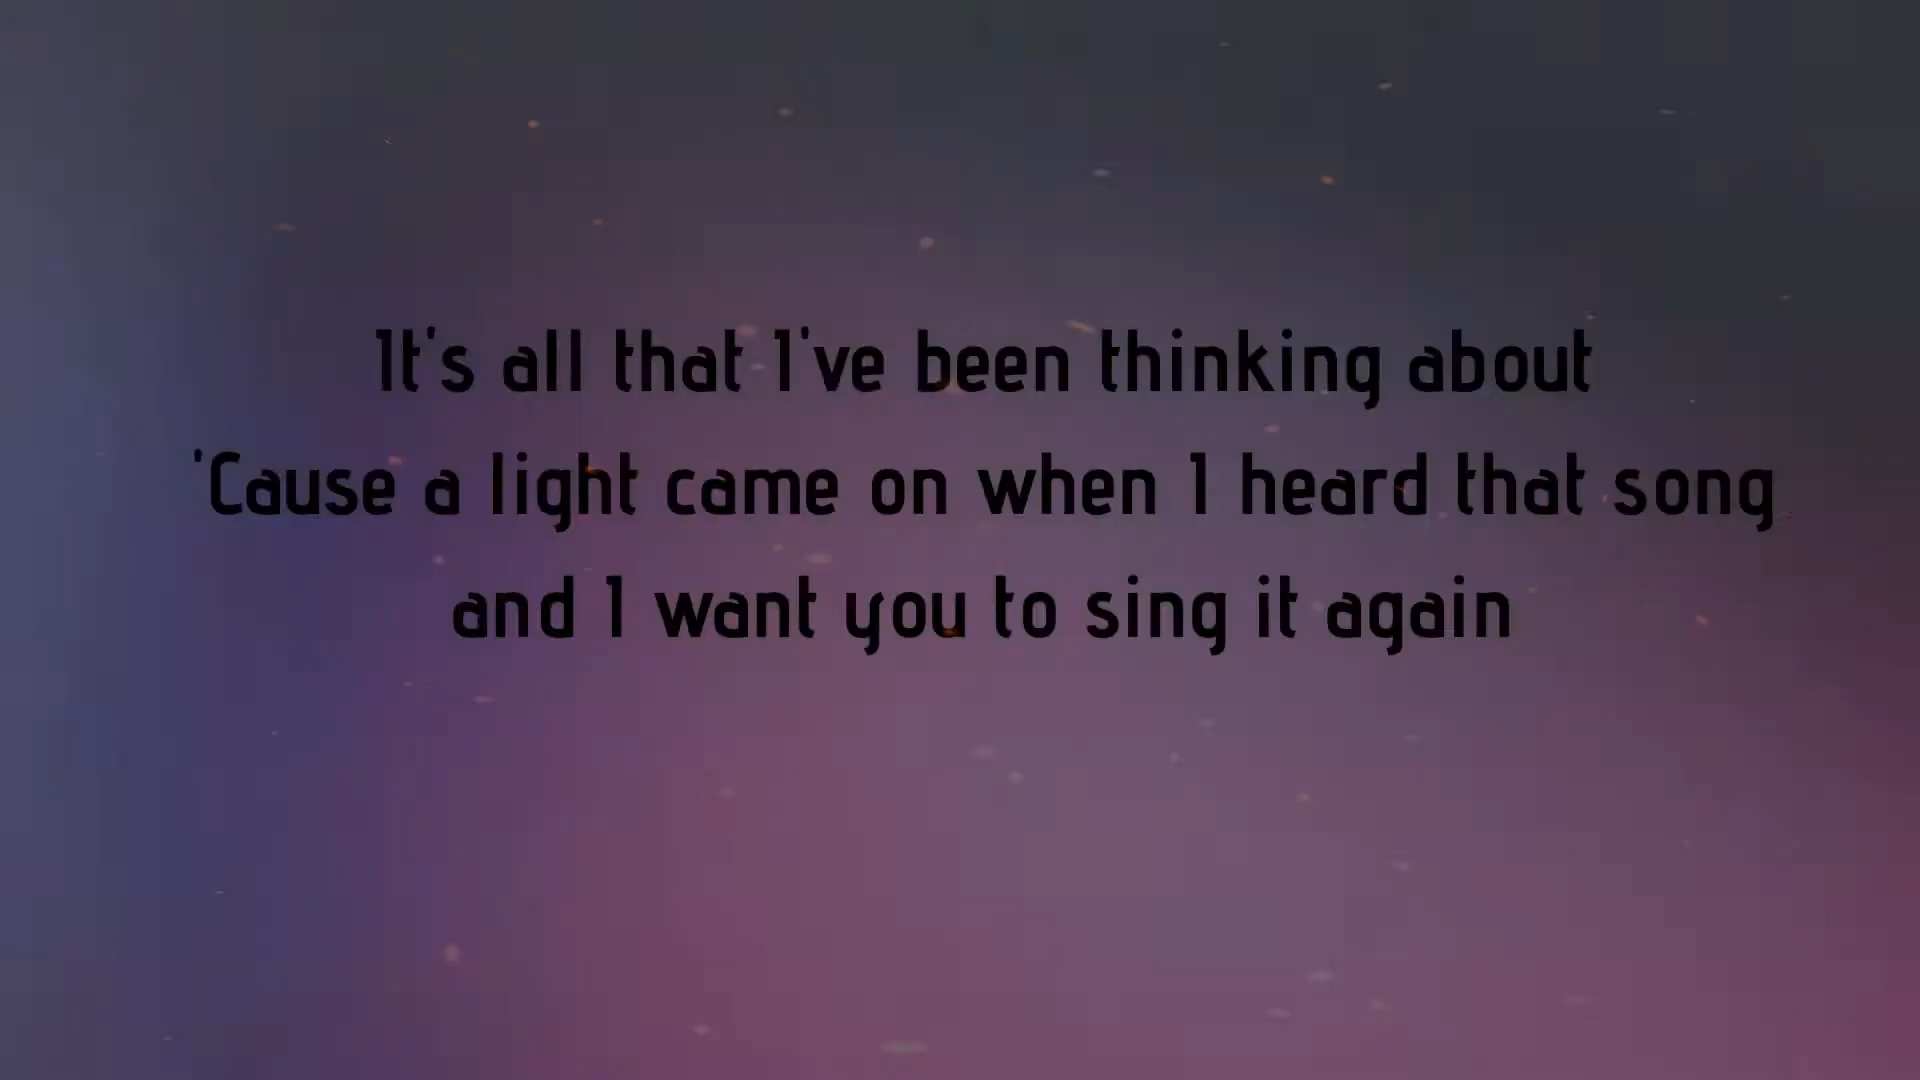 It's all that I've been thinking about
'Cause a light came on when I heard that song
and I want you to sing it again